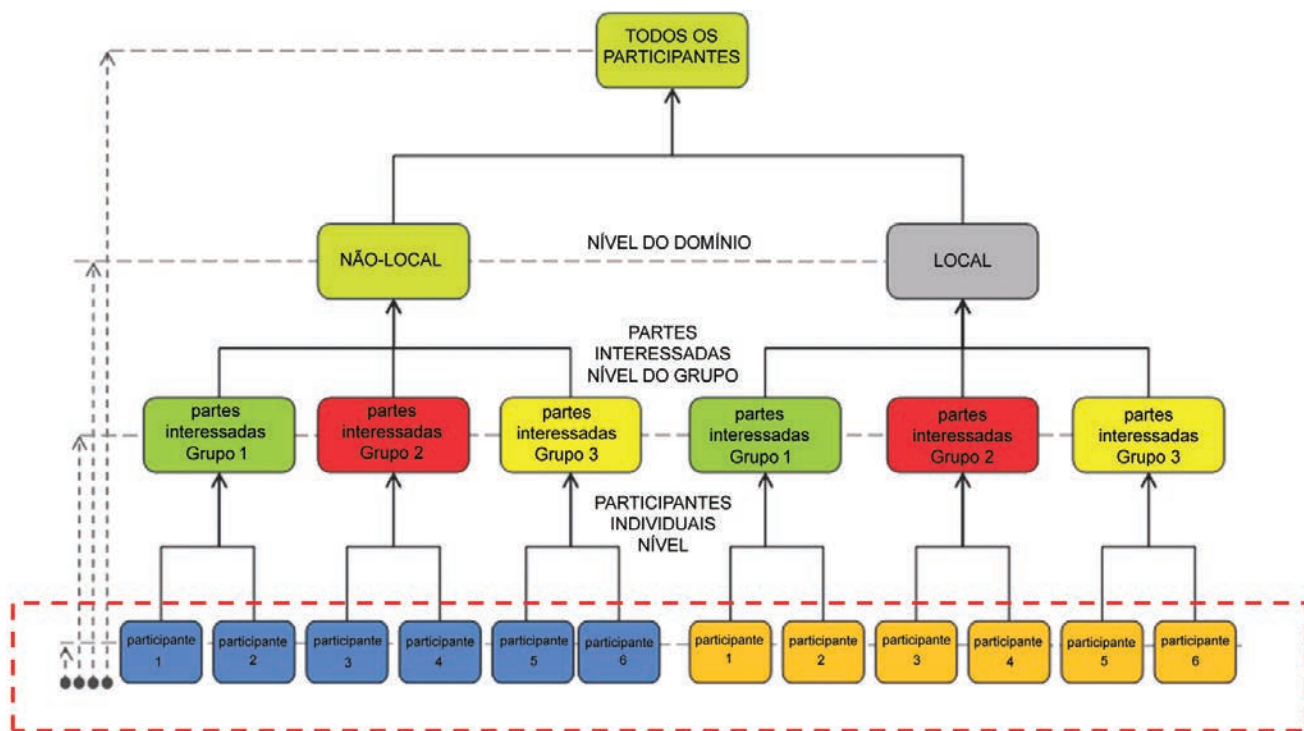 TODOS OS
PARTICIPANTES
NÍVEL DO DOMÍNIO
NÃO-LOCAL
LOCAL
PARTES
INTERESSADAS
NÍVEL DO GRUPO
partes
interessadas
Grupo 1
partes
interessadas
Grupo 2
partes
interessadas
Grupo 3
partes
interessadas
Grupo 1
partes
interessadas
Grupo 2
partes
interessadas
Grupo 3
PARTICIPANTES
INDIVIDUAIS
NÍVEL
participante
1
participante
2
participante
3
participante
4
participante
5
participante
6
participante
1
participante
2
participante
3
participante
4
participante
5
participante
6